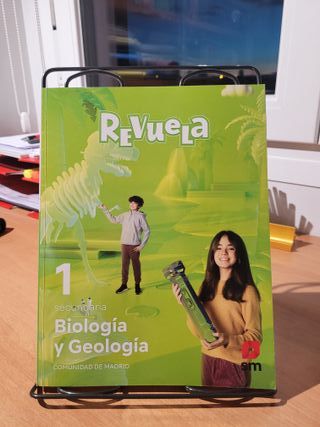 REVUELA
1
secundaria
Biología
y Geología
COMUNIDAD DE MADRID
sm